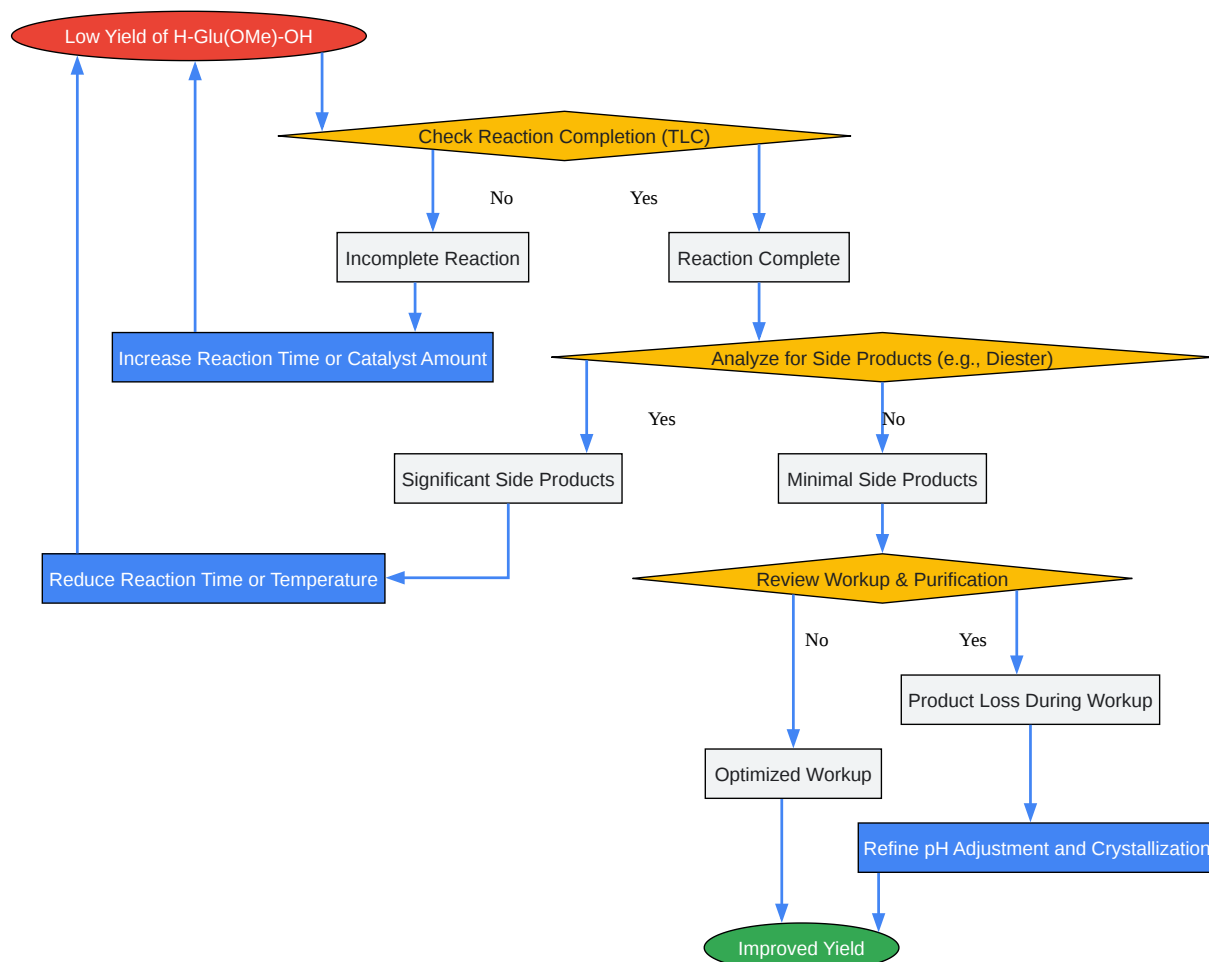 Low Yield of H-Glu(OMe)-OH
Check Reaction Completion (TLC)
No
Yes
Incomplete Reaction
Reaction Complete
Increase Reaction Time or Catalyst Amount
Analyze for Side Products (e.g., Diester)
Yes
No
Significant Side Products
Minimal Side Products
Reduce Reaction Time or Temperature
Review Workup & Purification
No
Yes
Product Loss During Workup
Optimized Workup
Refine pH Adjustment and Crystallization
Improved Yield